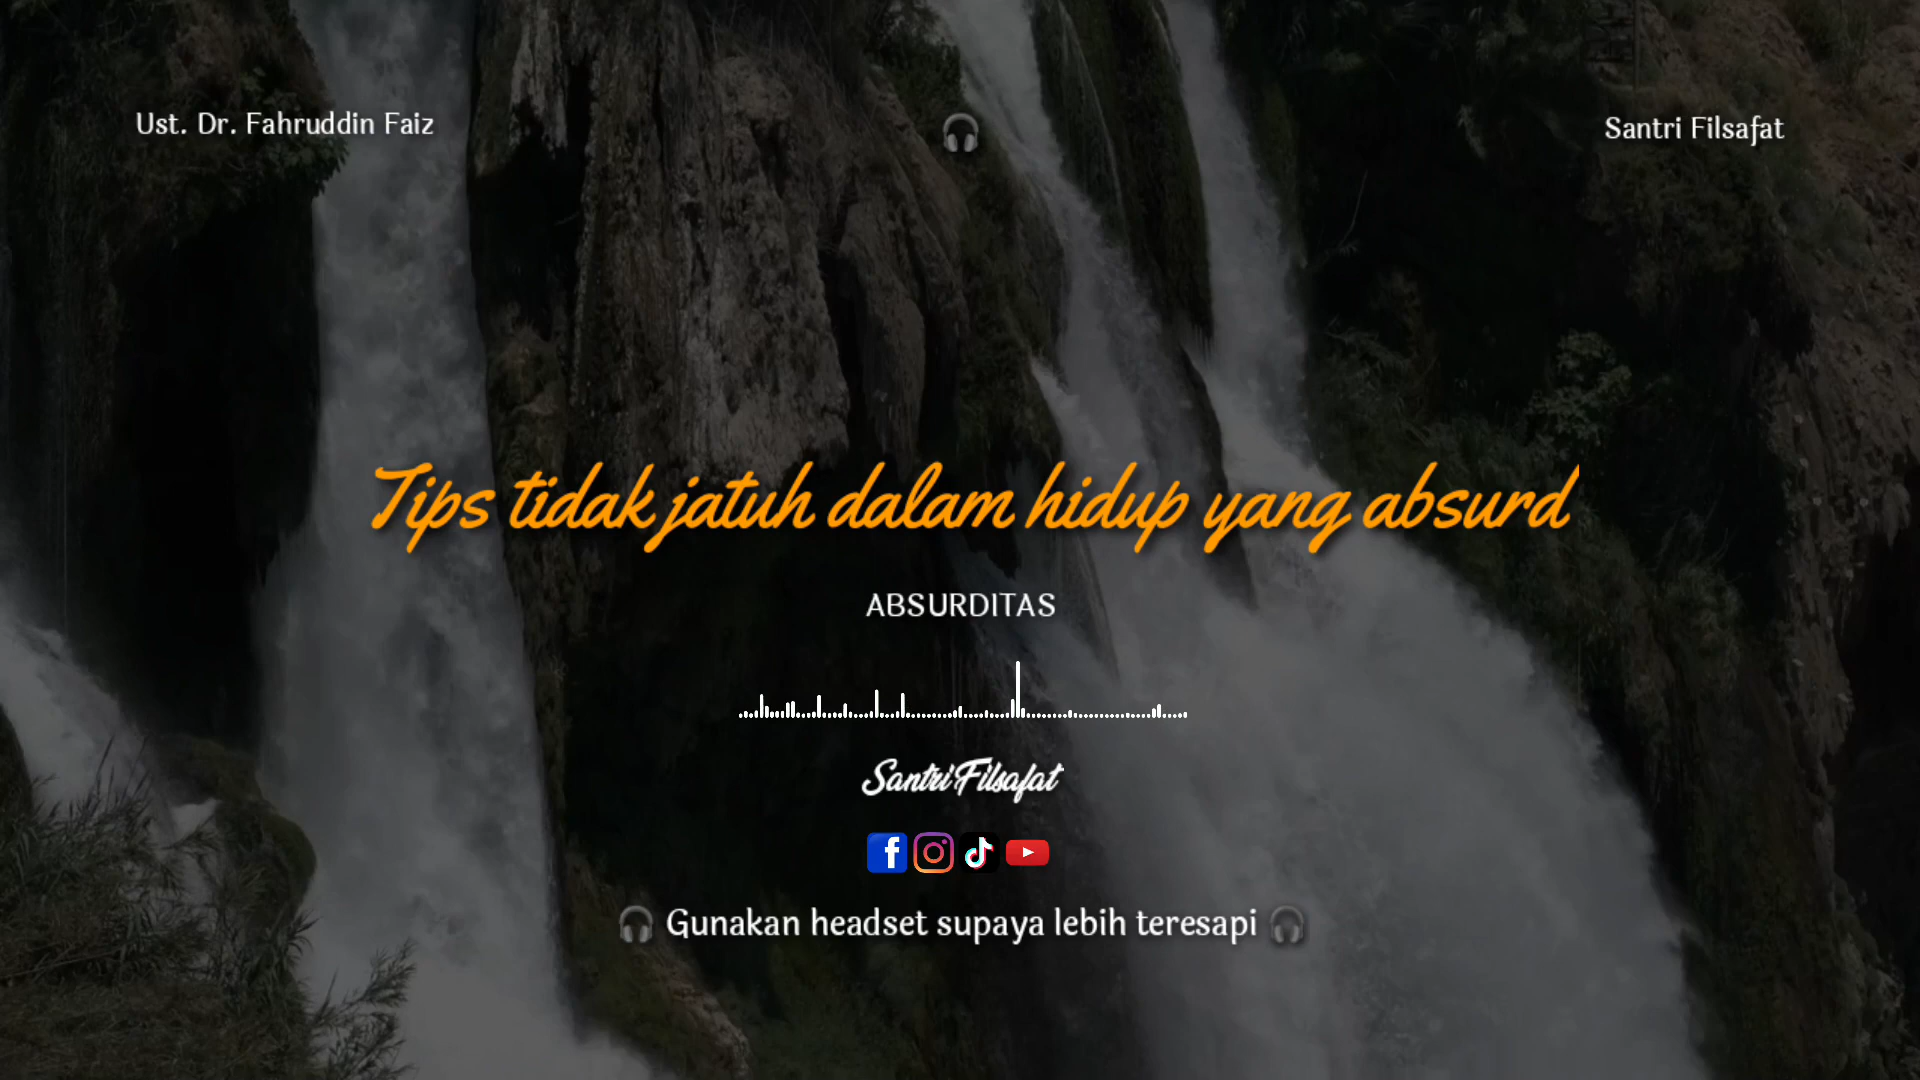 Ust. Dr. Fahruddin Faiz
Santri Filsafat
Tips tidak jatuh dalam hidup yang absurd
ABSURDITAS
Santri Filsafat
Gunakan headset supaya lebih teresapi